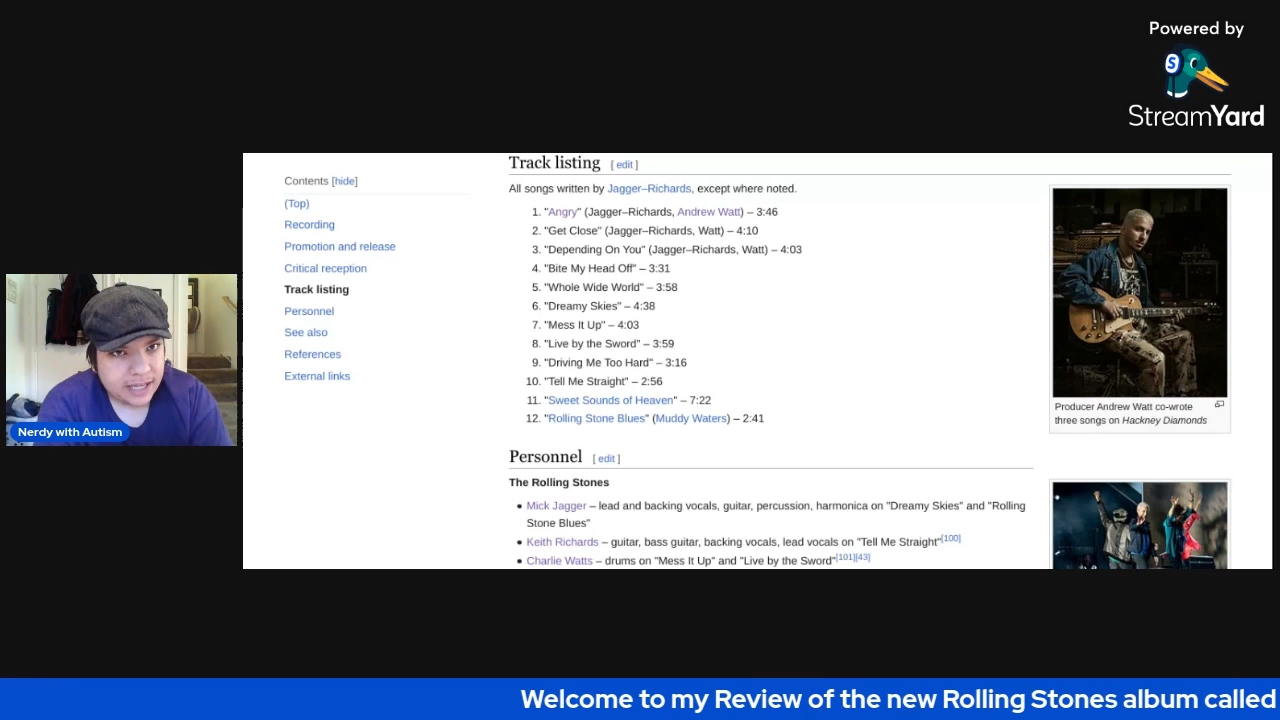 Powered by
S
StreamYard
Contents [hide]
(Top)
Recording
Promotion and release
Critical reception
Track listing
Personnel
See also
References
External links
Track listing [ edit ]
All songs written by Jagger–Richards, except where noted.
1. "Angry" (Jagger–Richards, Andrew Watt) – 3:46
2. "Get Close" (Jagger–Richards, Watt) – 4:10
3. "Depending On You" (Jagger–Richards, Watt) – 4:03
4. "Bite My Head Off" – 3:31
5. "Whole Wide World" – 3:58
6. "Dreamy Skies" – 4:38
7. "Mess It Up" – 4:03
8. "Live by the Sword" – 3:59
9. "Driving Me Too Hard" – 3:16
10. "Tell Me Straight" – 2:56
11. "Sweet Sounds of Heaven" – 7:22
12. "Rolling Stone Blues" (Muddy Waters) – 2:41
Producer Andrew Watt co-wrote
three songs on Hackney Diamonds
Personnel [ edit ]
The Rolling Stones
• Mick Jagger – lead and backing vocals, guitar, percussion, harmonica on "Dreamy Skies" and "Rolling
Stone Blues"
• Keith Richards – guitar, bass guitar, backing vocals, lead vocals on "Tell Me Straight"[100]
• Charlie Watts – drums on "Mess It Up" and "Live by the Sword"[101][43]
Nerdy with Autism
Welcome to my Review of the new Rolling Stones album called